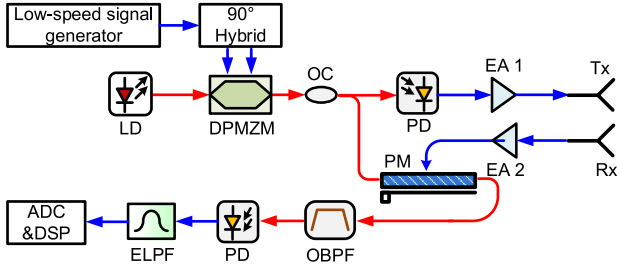 Low-speed signal
generator
90°
Hybrid
LD
DPMZM
OC
PD
EA 1
Tx
PM
EA 2
Rx
ADC
&DSP
ELPF
PD
OBPF